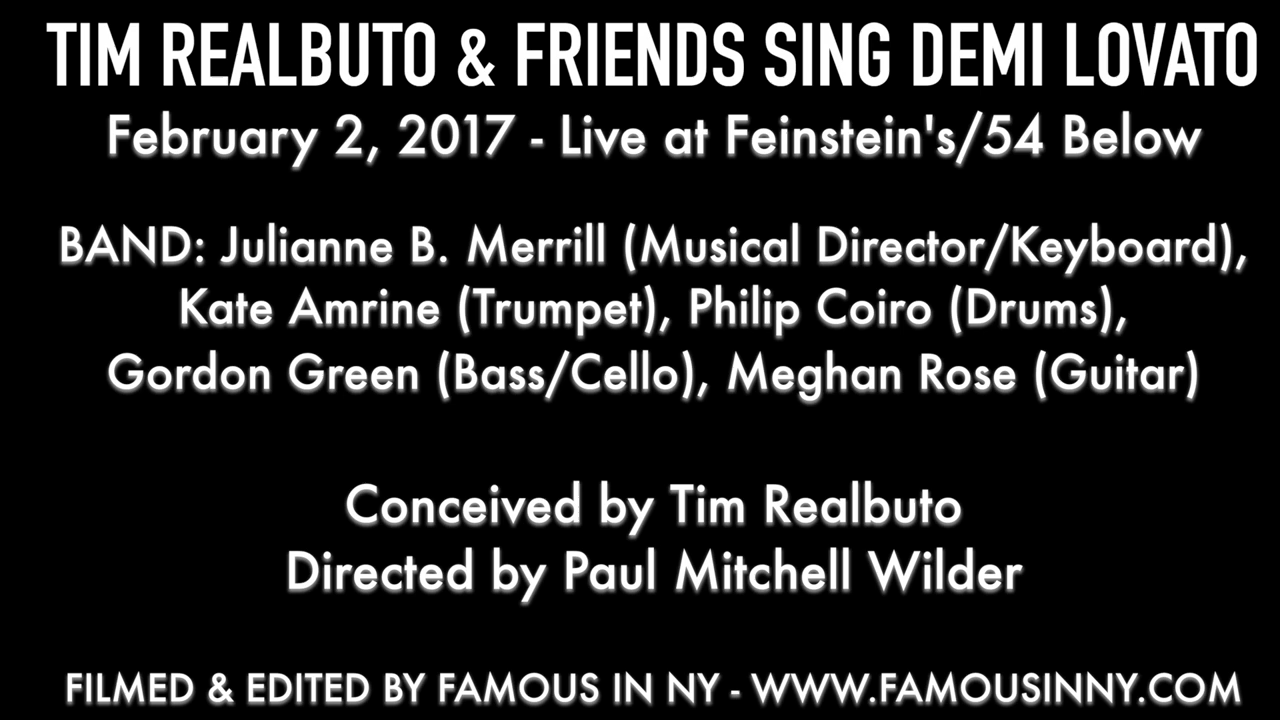 TIM REALBUTO & FRIENDS SING DEMI LOVATO
February 2, 2017 - Live at Feinstein's/54 Below
BAND: Julianne B. Merrill (Musical Director/Keyboard),
Kate Amrine (Trumpet), Philip Coiro (Drums),
Gordon Green (Bass/Cello), Meghan Rose (Guitar)
Conceived by Tim Realbuto
Directed by Paul Mitchell Wilder
FILMED & EDITED BY FAMOUS IN NY - WWW.FAMOUSINNY.COM